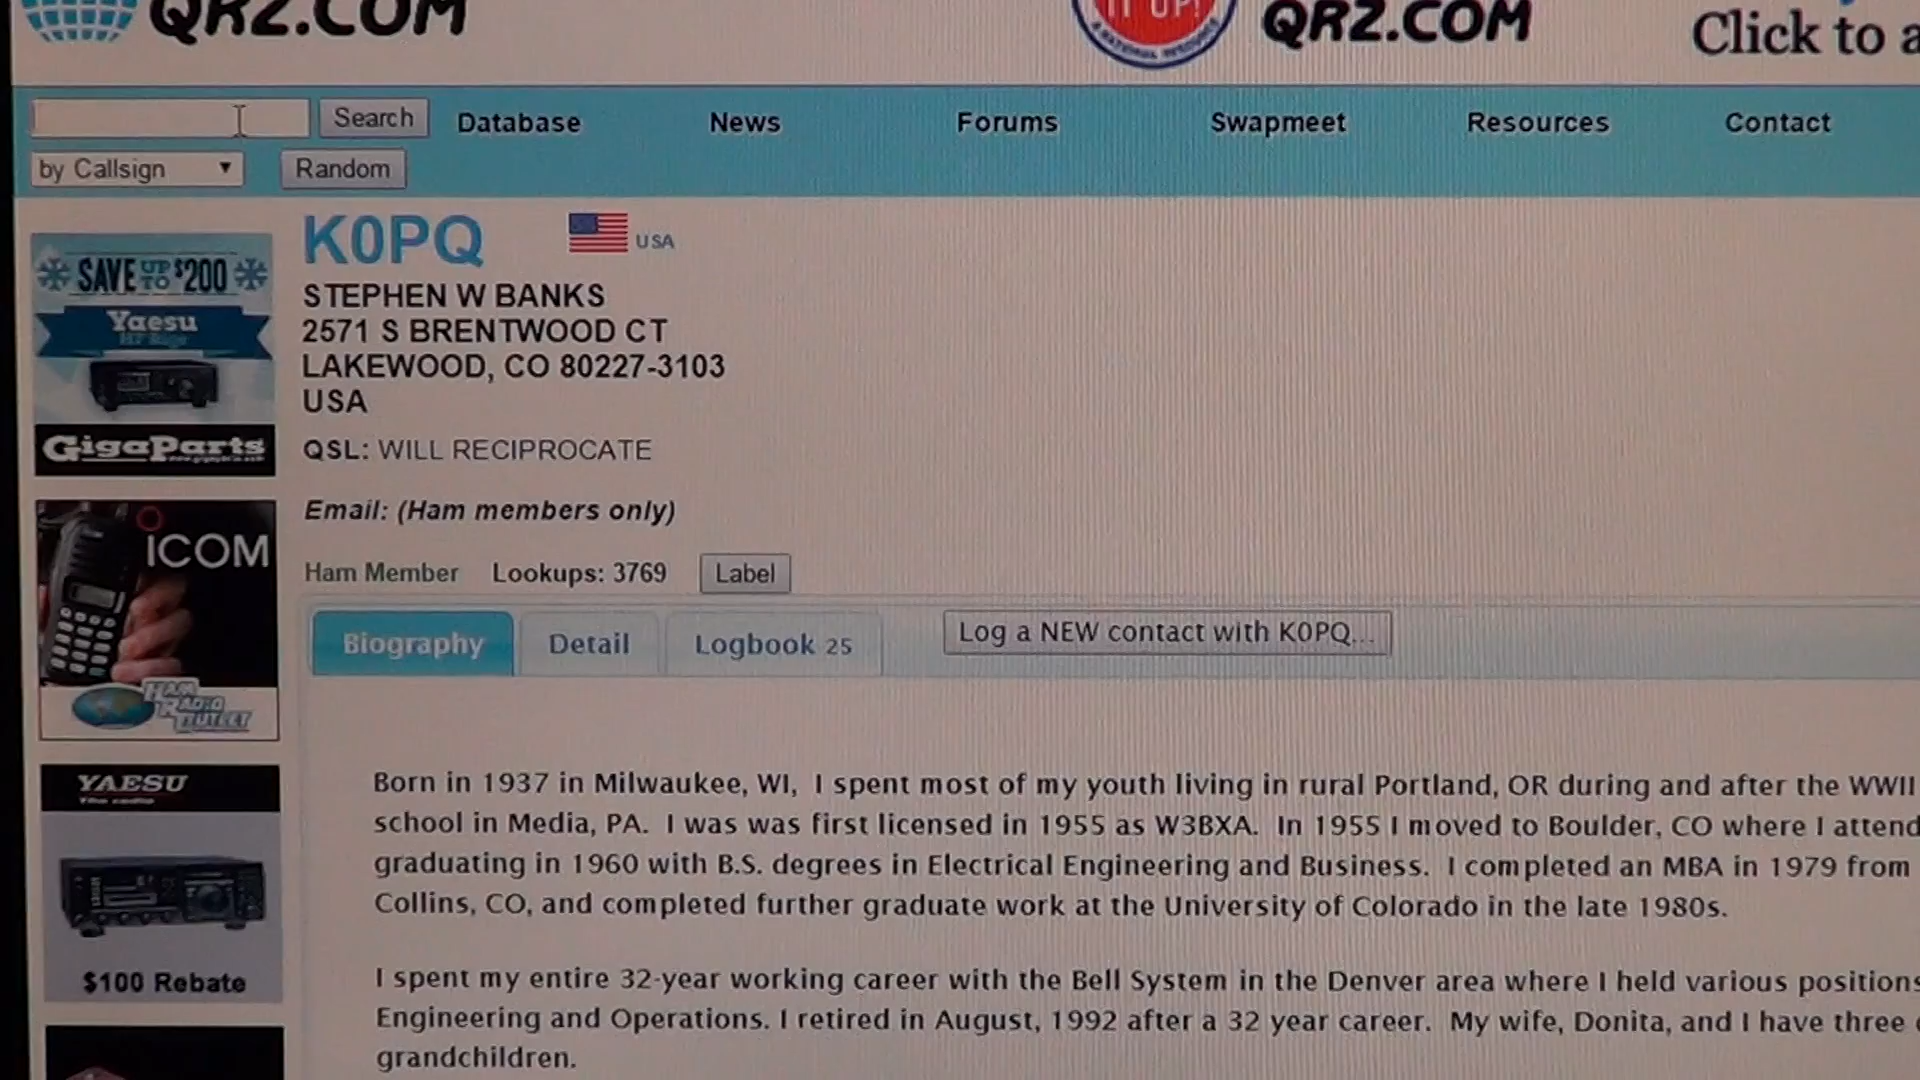 QRZ.COM
IT UP!
QRZ.COM
Click to a
Search
Database
News
Forums
Swapmeet
Resources
Contact
by Callsign
Random
K0PQ
USA
STEPHEN W BANKS
2571 S BRENTWOOD CT
LAKEWOOD, CO 80227-3103
USA
QSL: WILL RECIPROCATE
Email: (Ham members only)
Ham Member Lookups: 3769 Label
Biography
Detail
Logbook 25
Log a NEW contact with K0PQ...
SAVE UP TO $200
Yaesu
GigaParts
ICOM
HAM
RADIO
OUTLET
YAESU
The radio
$100 Rebate
Born in 1937 in Milwaukee, WI, I spent most of my youth living in rural Portland, OR during and after the WWII
school in Media, PA. I was was first licensed in 1955 as W3BXA. In 1955 I moved to Boulder, CO where I attend
graduating in 1960 with B.S. degrees in Electrical Engineering and Business. I completed an MBA in 1979 from
Collins, CO, and completed further graduate work at the University of Colorado in the late 1980s.
I spent my entire 32-year working career with the Bell System in the Denver area where I held various positions
Engineering and Operations. I retired in August, 1992 after a 32 year career. My wife, Donita, and I have three
grandchildren.